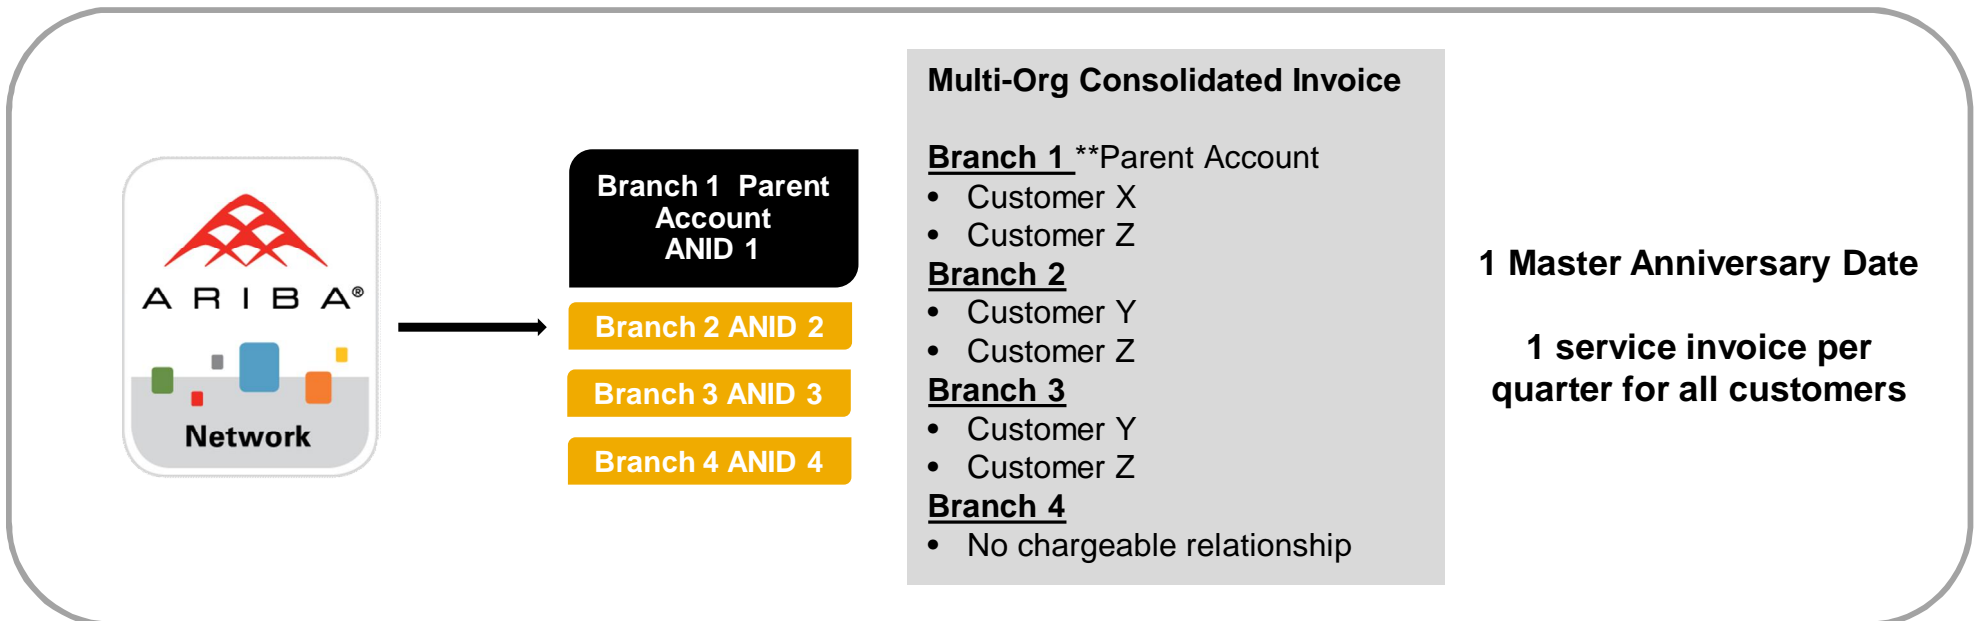 ARIBA®
Network
Branch 1 Parent
Account
ANID 1
Branch 2 ANID 2
Branch 3 ANID 3
Branch 4 ANID 4
Multi-Org Consolidated Invoice
Branch 1 **Parent Account
• Customer X
• Customer Z
Branch 2
• Customer Y
• Customer Z
Branch 3
• Customer Y
• Customer Z
Branch 4
• No chargeable relationship
1 Master Anniversary Date
1 service invoice per
quarter for all customers